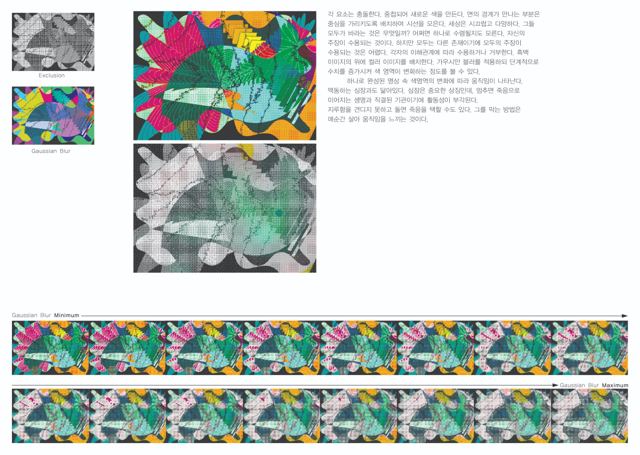 각 요소는 충돌한다. 중첩되어 새로운 색을 만든다. 면의 경계가 만나는 부분은
중심을 가리키도록 배치하여 시선을 모은다. 세상은 시끄럽고 다양하다. 그들
모두가 바라는 것은 무엇일까? 어쩌면 하나로 수렴될지도 모른다. 자신의
주장이 수용되는 것이다. 하지만 모두는 다른 존재이기에 모두의 주장이
수용되는 것은 어렵다. 각자의 이해관계에 따라 수용하거나 거부한다. 흑백
이미지의 위에 컬러 이미지를 배치한다. 가우시안 블러를 적용하되 단계적으로
수치를 증가시켜 색 영역이 변화하는 정도를 볼 수 있다.
하나로 완성된 영상 속 색영역의 변화에 따라 움직임이 나타난다.
맥동하는 심장과도 닮아있다. 심장은 중요한 상징인데, 멈추면 죽음으로
이어지는 생명과 직결된 기관이기에 활동성이 부각된다.
지루함을 견디지 못하고 돌면 죽음을 택할 수도 있다. 그를 막는 방법은
매순간 살아 움직임을 느끼는 것이다.
Exclusion
Gaussian Blur
Gaussian Blur Minimum
Gaussian Blur Maximum